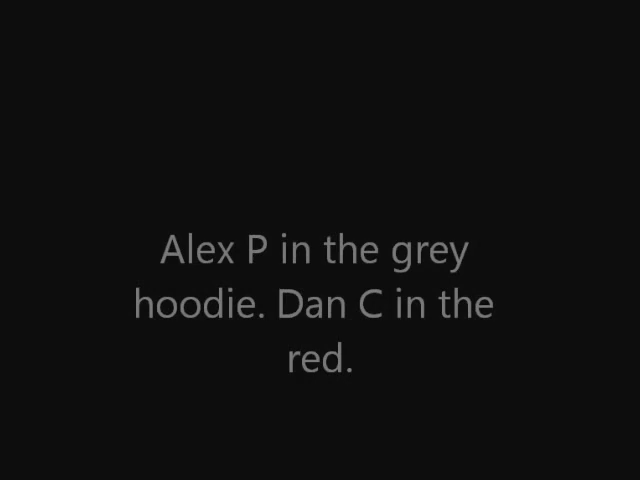 Alex P in the grey
hoodie. Dan C in the
red.